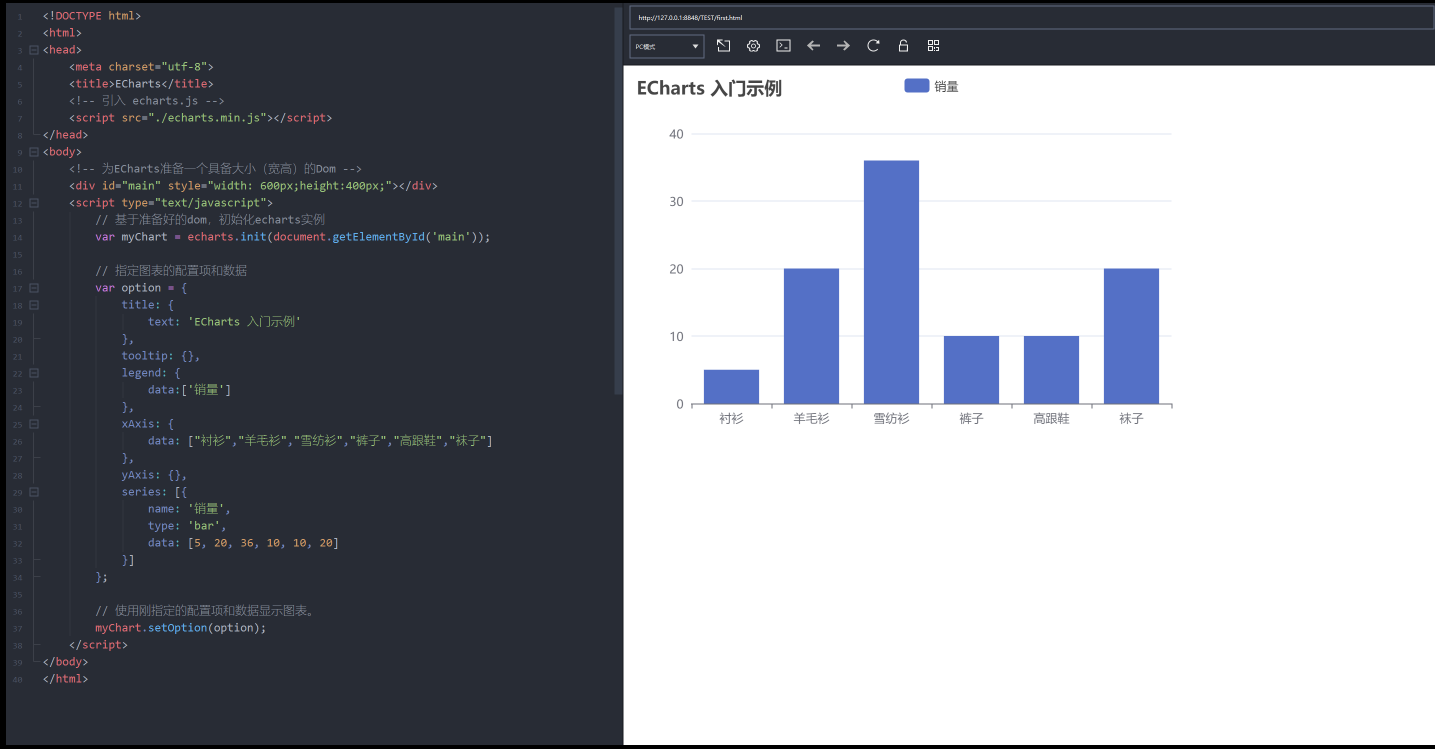 1 <!DOCTYPE html>
2 <html>
3 <head>
4 <meta charset="utf-8">
5 <title>ECharts</title>
6 <!-- 引入 echarts.js -->
7 <script src="./echarts.min.js"></script>
8 </head>
9 <body>
10 <!-- 为ECharts准备一个具备大小（宽高）的Dom -->
11 <div id="main" style="width: 600px;height:400px;"></div>
12 <script type="text/javascript">
13 // 基于准备好的dom，初始化echarts实例
14 var myChart = echarts.init(document.getElementById('main'));
15
16 // 指定图表的配置项和数据
17 var option = {
18 title: {
19 text: 'ECharts 入门示例'
20 },
21 tooltip: {},
22 legend: {
23 data:['销量']
24 },
25 xAxis: {
26 data: ["衬衫","羊毛衫","雪纺衫","裤子","高跟鞋","袜子"]
27 },
28 yAxis: {},
29 series: [{
30 name: '销量',
31 type: 'bar',
32 data: [5, 20, 36, 10, 10, 20]
33 }]
34 };
35
36 // 使用刚指定的配置项和数据显示图表。
37 myChart.setOption(option);
38 </script>
39 </body>
40 </html>
http://127.0.0.1:8848/TEST/first.html
PC模式
ECharts 入门示例
销量
40
30
20
10
0
衬衫 羊毛衫 雪纺衫 裤子 高跟鞋 袜子